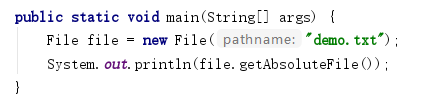 public static void main(String[] args) {
    File file = new File( pathname: "demo.txt");
    System.out.println(file.getAbsoluteFile());
}